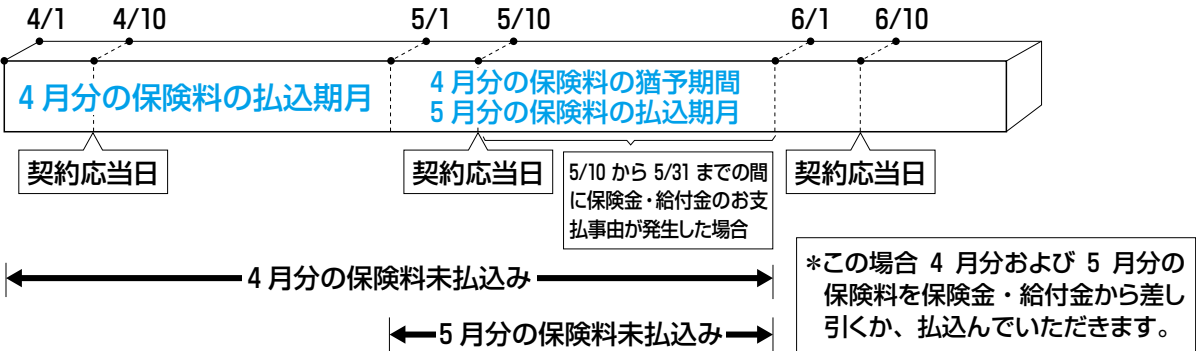 4/1 4/10 5/1 5/10 6/1 6/10
4月分の保険料の払込期月
4月分の保険料の猶予期間
5月分の保険料の払込期月
契約応当日
契約応当日
5/10 から 5/31 までの間
に保険金・給付金のお支
払事由が発生した場合
契約応当日
4月分の保険料未払込み
5月分の保険料未払込み
*この場合 4 月分および 5 月分の
保険料を保険金・給付金から差し
引くか、払込んでいただきます。